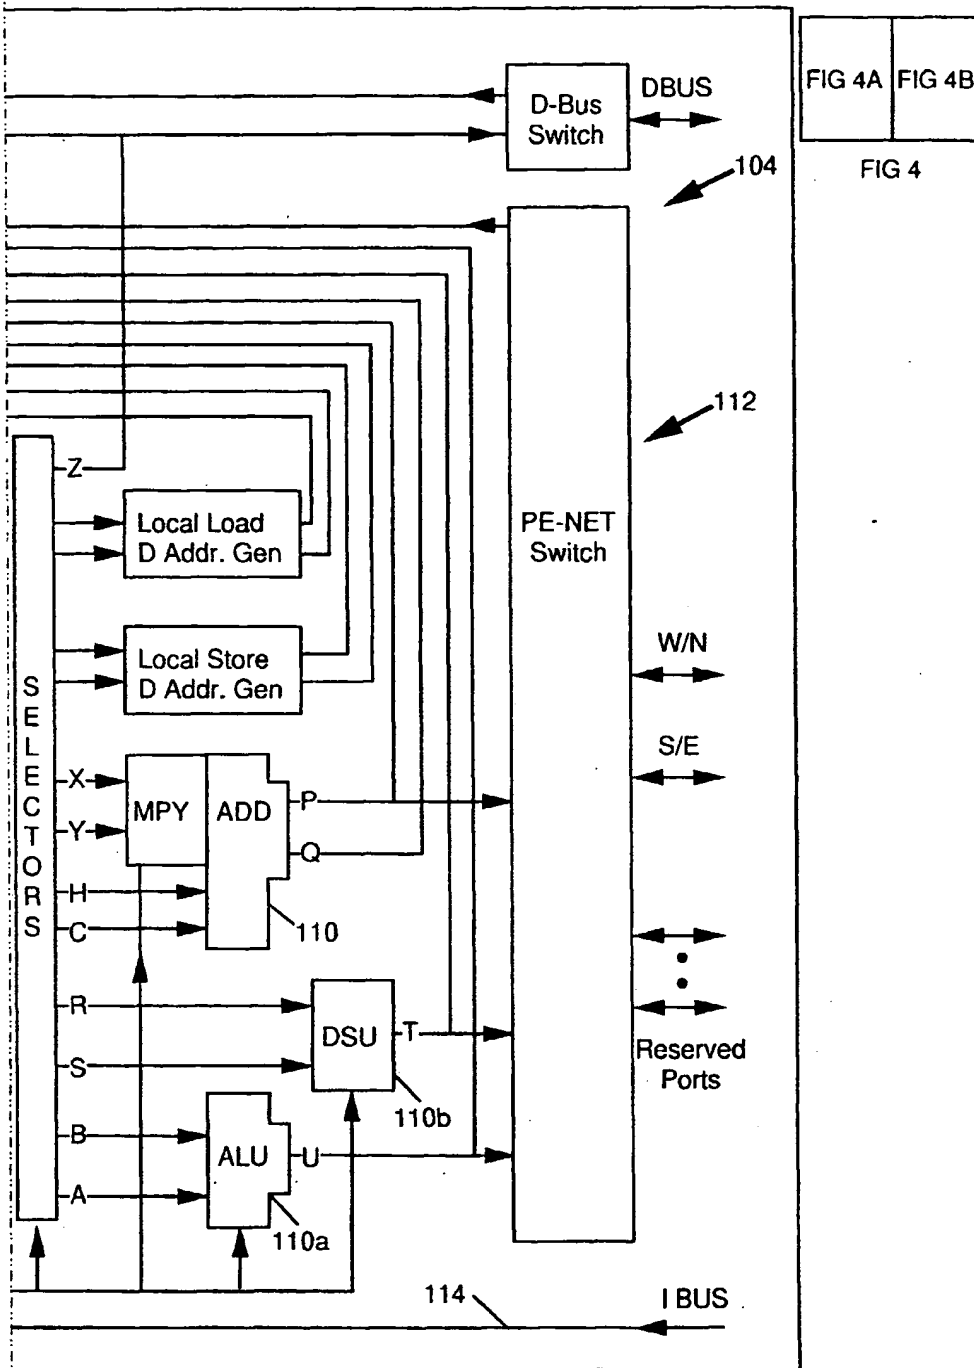 D-Bus
Switch
DBUS
FIG 4A
FIG 4B
FIG 4
104
112
PE-NET
Switch
Z
Local Load
D Addr. Gen
Local Store
D Addr. Gen
SELECTORS
W/N
S/E
X
Y
MPY
ADD
P
Q
H
C
110
R
S
DSU
T
110b
Reserved
Ports
B
A
ALU
U
110a
114
I BUS